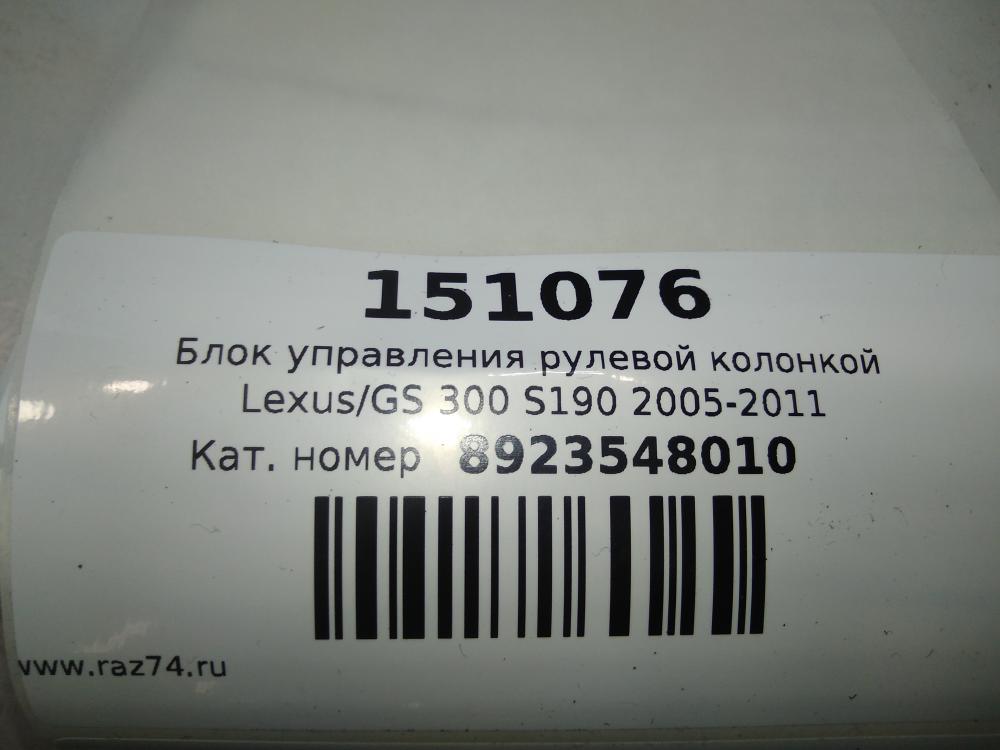 151076
Блок управления рулевой колонкой
Lexus/GS 300 S190 2005-2011
Кат. номер 8923548010
www.raz74.ru